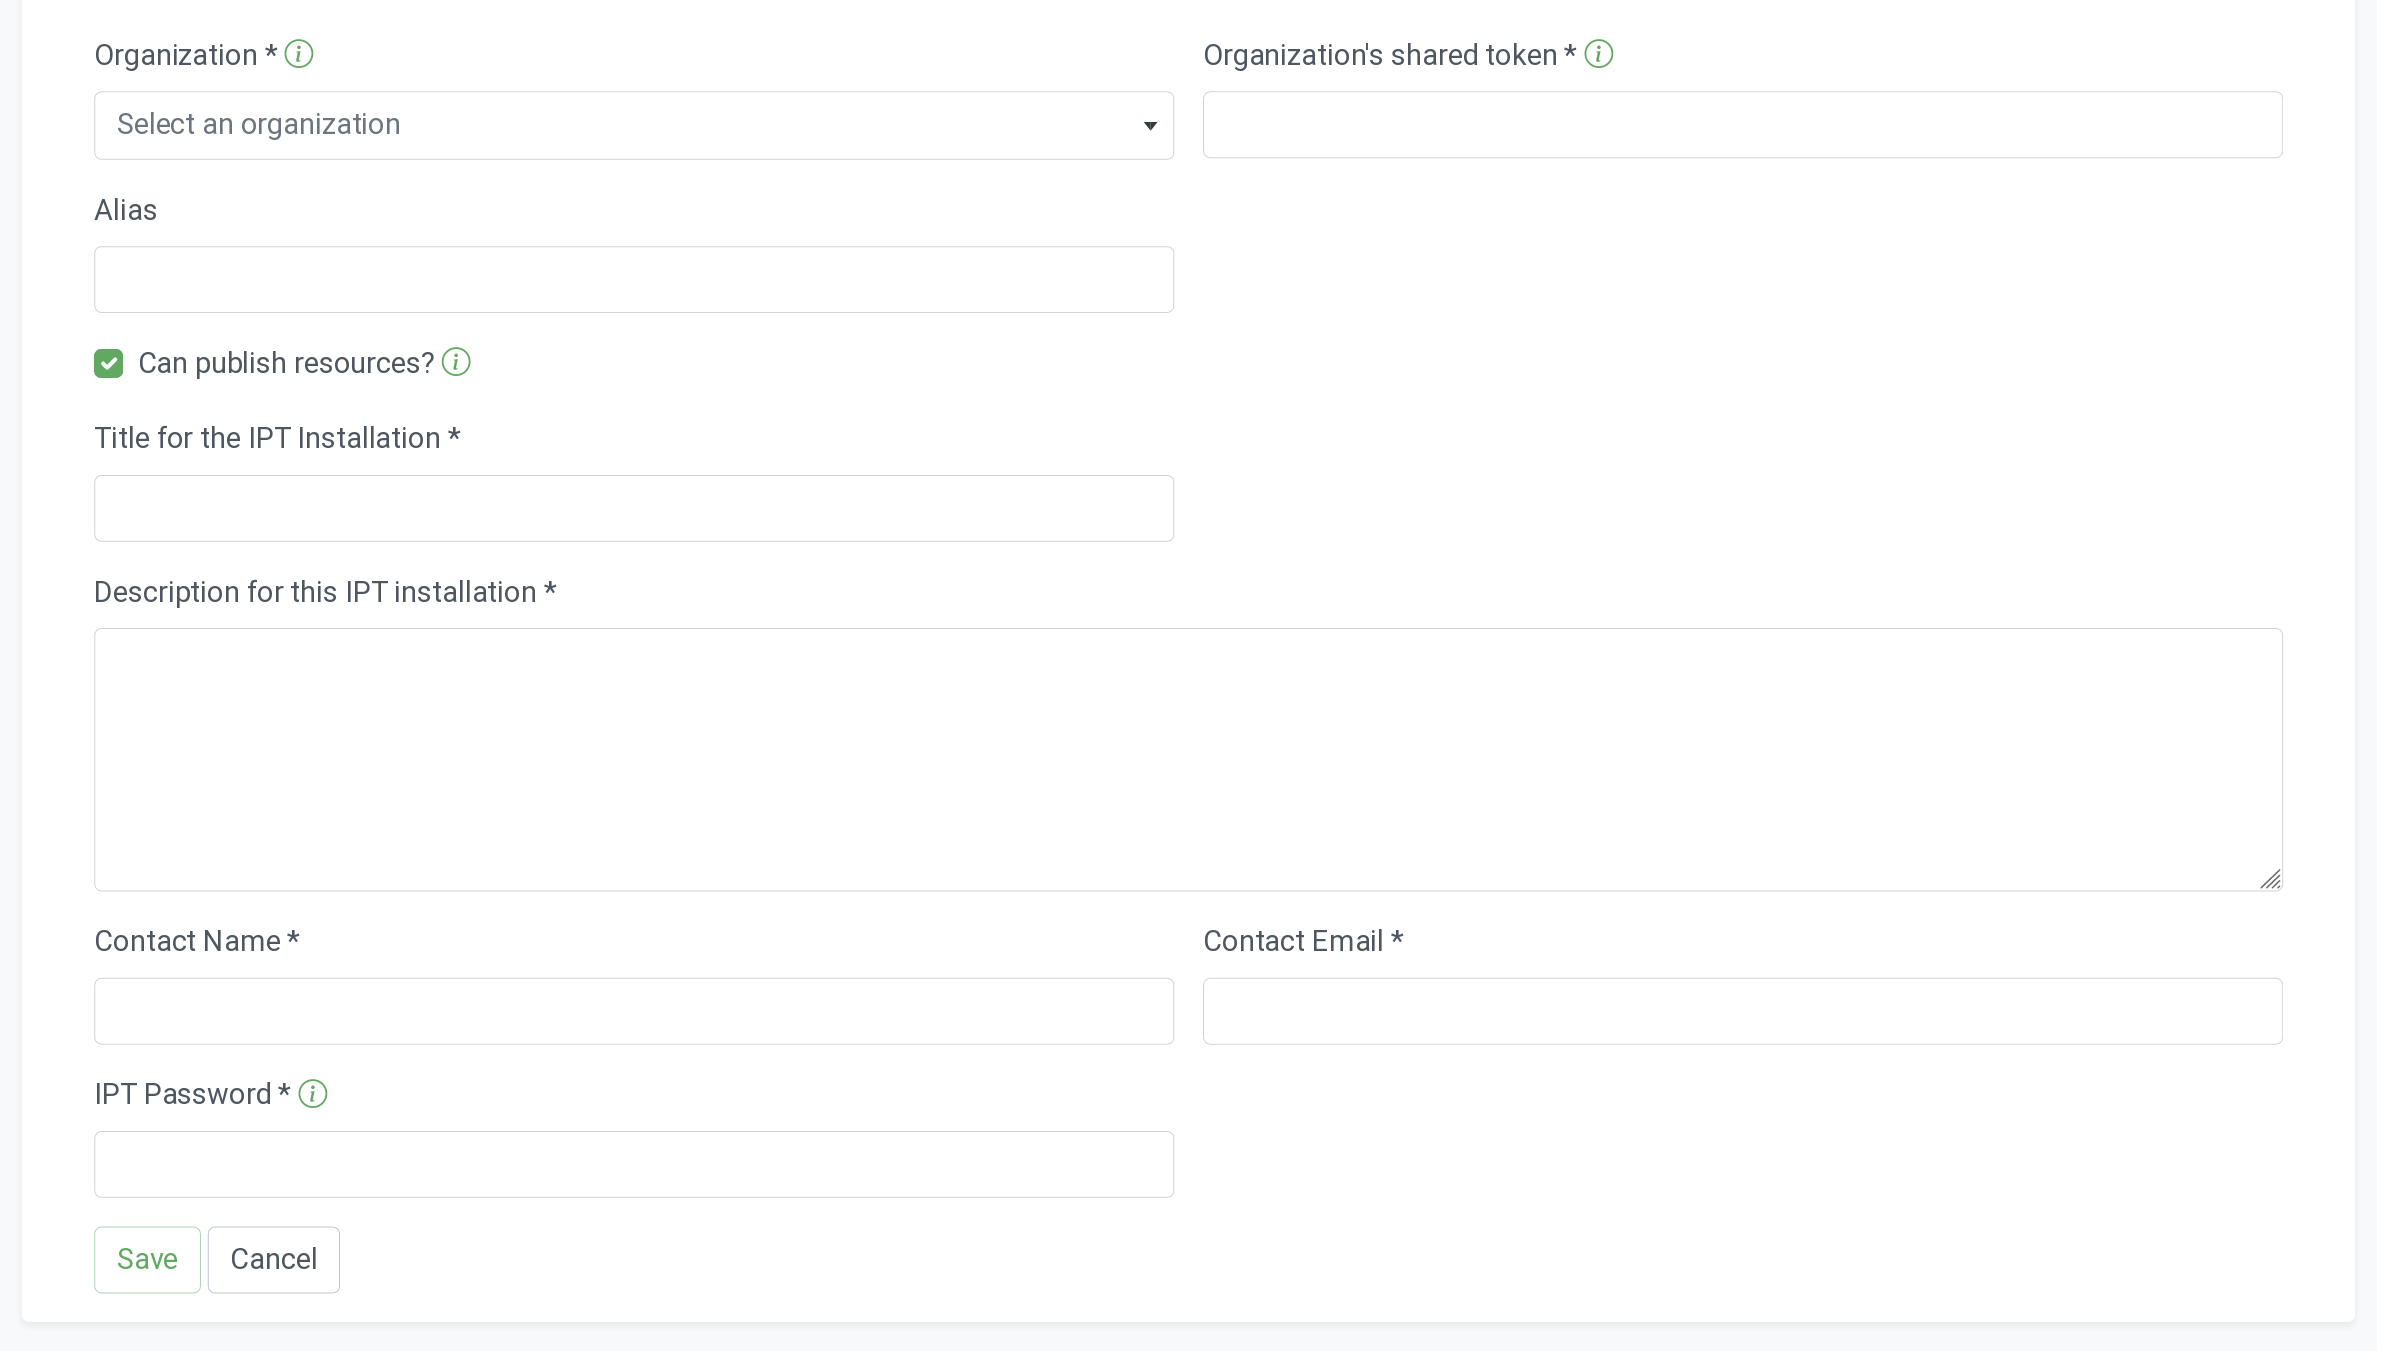 Organization *
Organization's shared token *
Select an organization
Alias
Can publish resources?
Title for the IPT Installation *
Description for this IPT installation *
Contact Name *
Contact Email *
IPT Password *
Save
Cancel